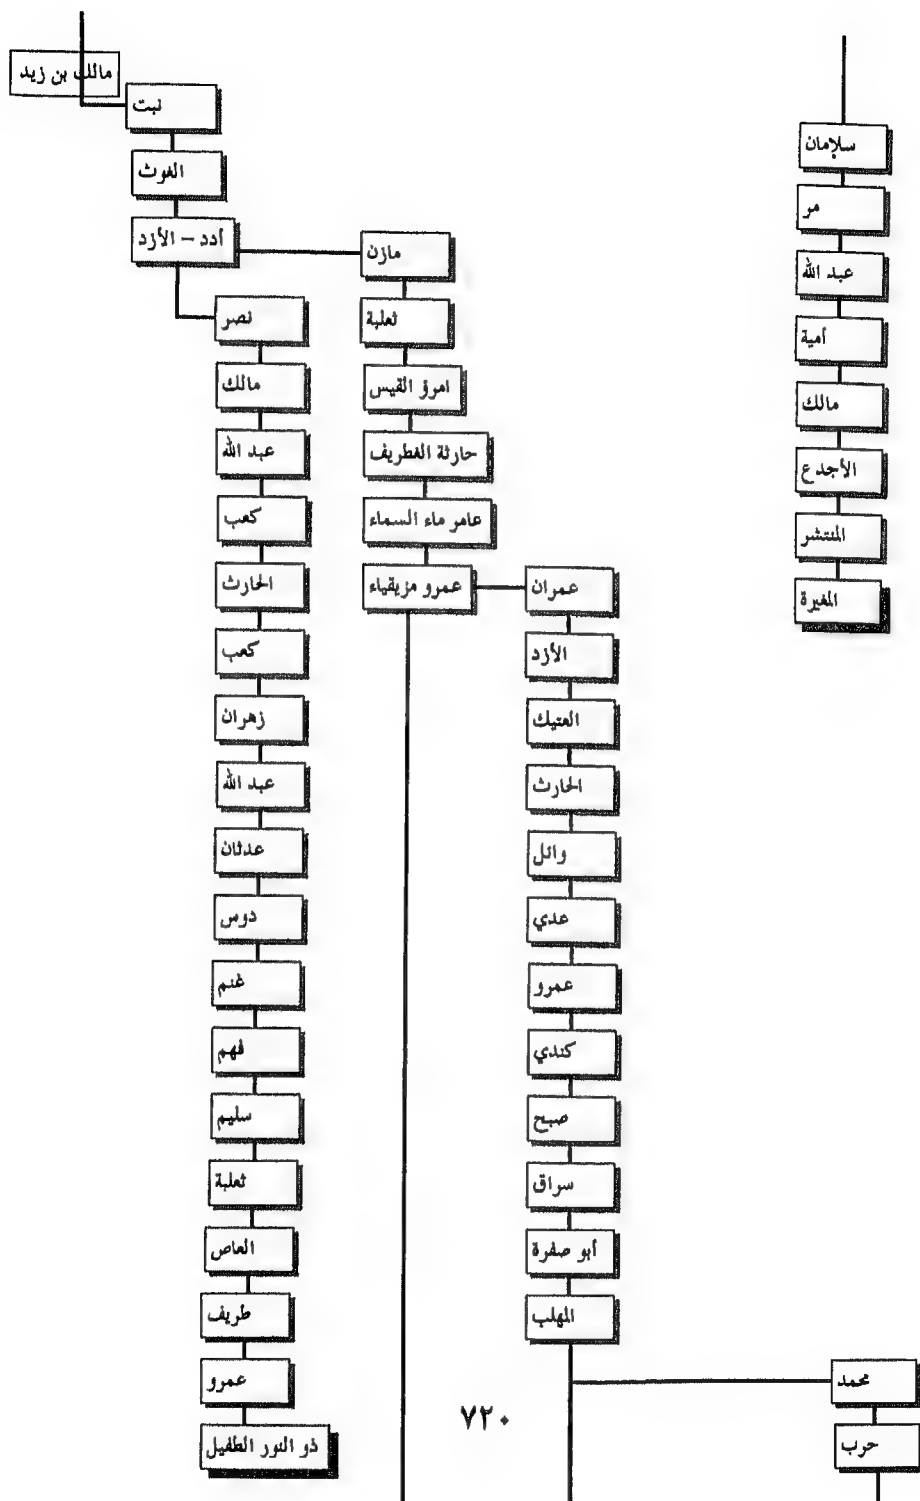 سلامان
مر
عبد الله
أمية
مالك
الأجدع
المنتشر
المغيرة
مالك بن زيد
نبت
الغوث
أدد – الأزد
مازن
ثعلبة
امرؤ القيس
حارثة الغطريف
عامر ماء السماء
عمرو مزيقياء
عمران
الأزد
العتيك
الحارث
وائل
عدي
عمرو
كندي
صبح
سراق
أبو صفرة
المهلب
محمد
حرب
نصر
مالك
عبد الله
كعب
الحارث
كعب
زهران
عبد الله
عدثان
دوس
غنم
فهم
سليم
ثعلبة
العاص
طريف
عمرو
ذو النور الطفيل
٧٢٠